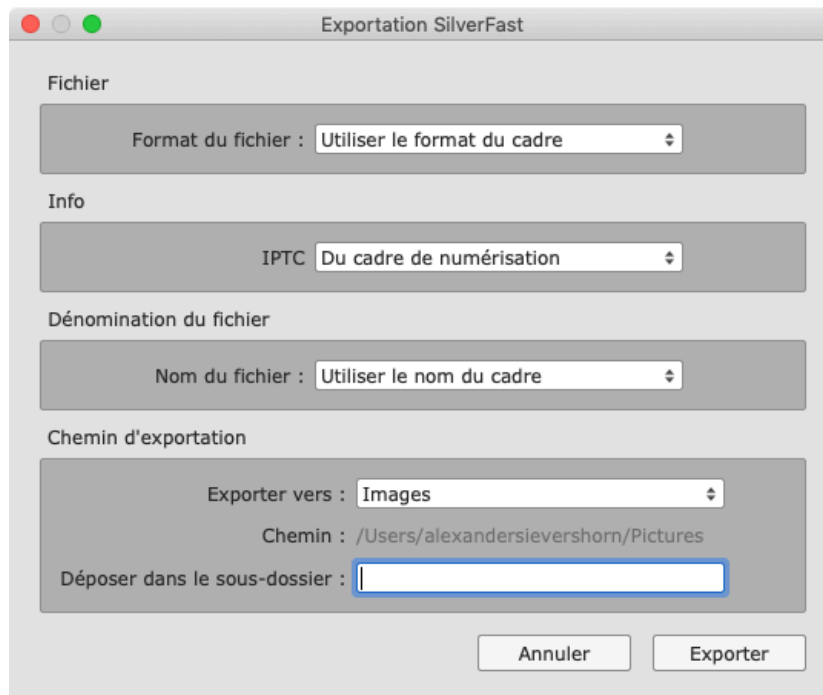 Exportation SilverFast
Fichier
Format du fichier : Utiliser le format du cadre
Info
IPTC Du cadre de numérisation
Dénomination du fichier
Nom du fichier : Utiliser le nom du cadre
Chemin d'exportation
Exporter vers : Images
Chemin : /Users/alexandersievershorn/Pictures
Déposer dans le sous-dossier :
Annuler Exporter